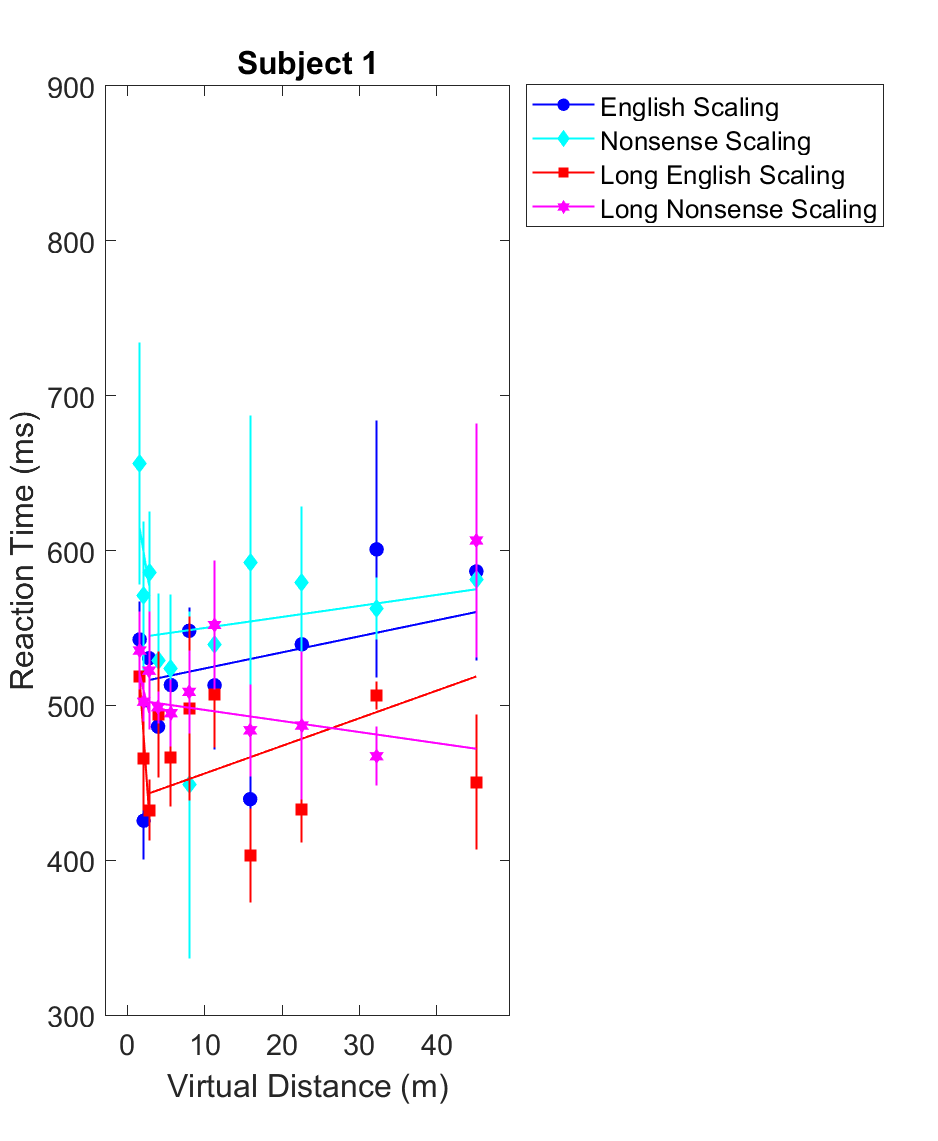 Subject 1
900
800
700
600
500
400
300
Reaction Time (ms)
0 10 20 30 40
Virtual Distance (m)
English Scaling
Nonsense Scaling
Long English Scaling
Long Nonsense Scaling